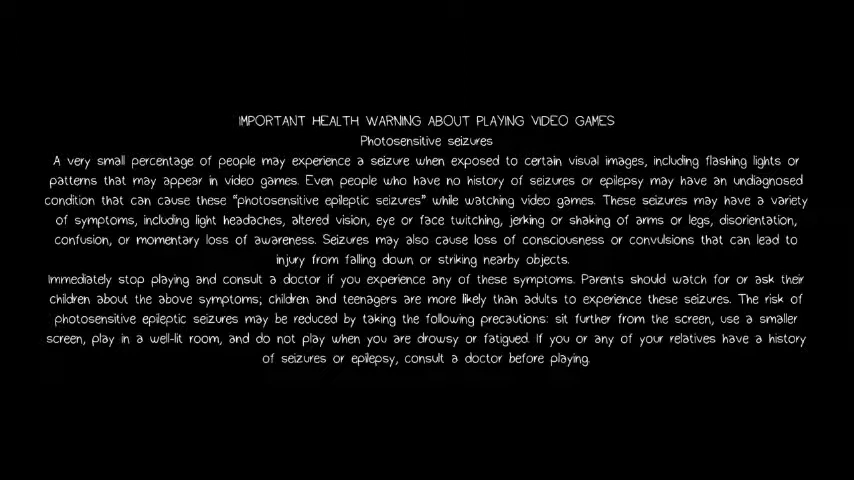 IMPORTANT HEALTH WARNING ABOUT PLAYING VIDEO GAMES
Photosensitive seizures
A very small percentage of people may experience a seizure when exposed to certain visual images, including flashing lights or
patterns that may appear in video games. Even people who have no history of seizures or epilepsy may have an undiagnosed
condition that can cause these “photosensitive epileptic seizures” while watching video games. These seizures may have a variety
of symptoms, including light headaches, altered vision, eye or face twitching, jerking or shaking of arms or legs, disorientation,
confusion, or momentary loss of awareness. Seizures may also cause loss of consciousness or convulsions that can lead to
injury from falling down or striking nearby objects.
Immediately stop playing and consult a doctor if you experience any of these symptoms. Parents should watch for or ask their
children about the above symptoms; children and teenagers are more likely than adults to experience these seizures. The risk of
photosensitive epileptic seizures may be reduced by taking the following precautions: sit further from the screen, use a smaller
screen, play in a well-lit room, and do not play when you are drowsy or fatigued. If you or any of your relatives have a history
of seizures or epilepsy, consult a doctor before playing.